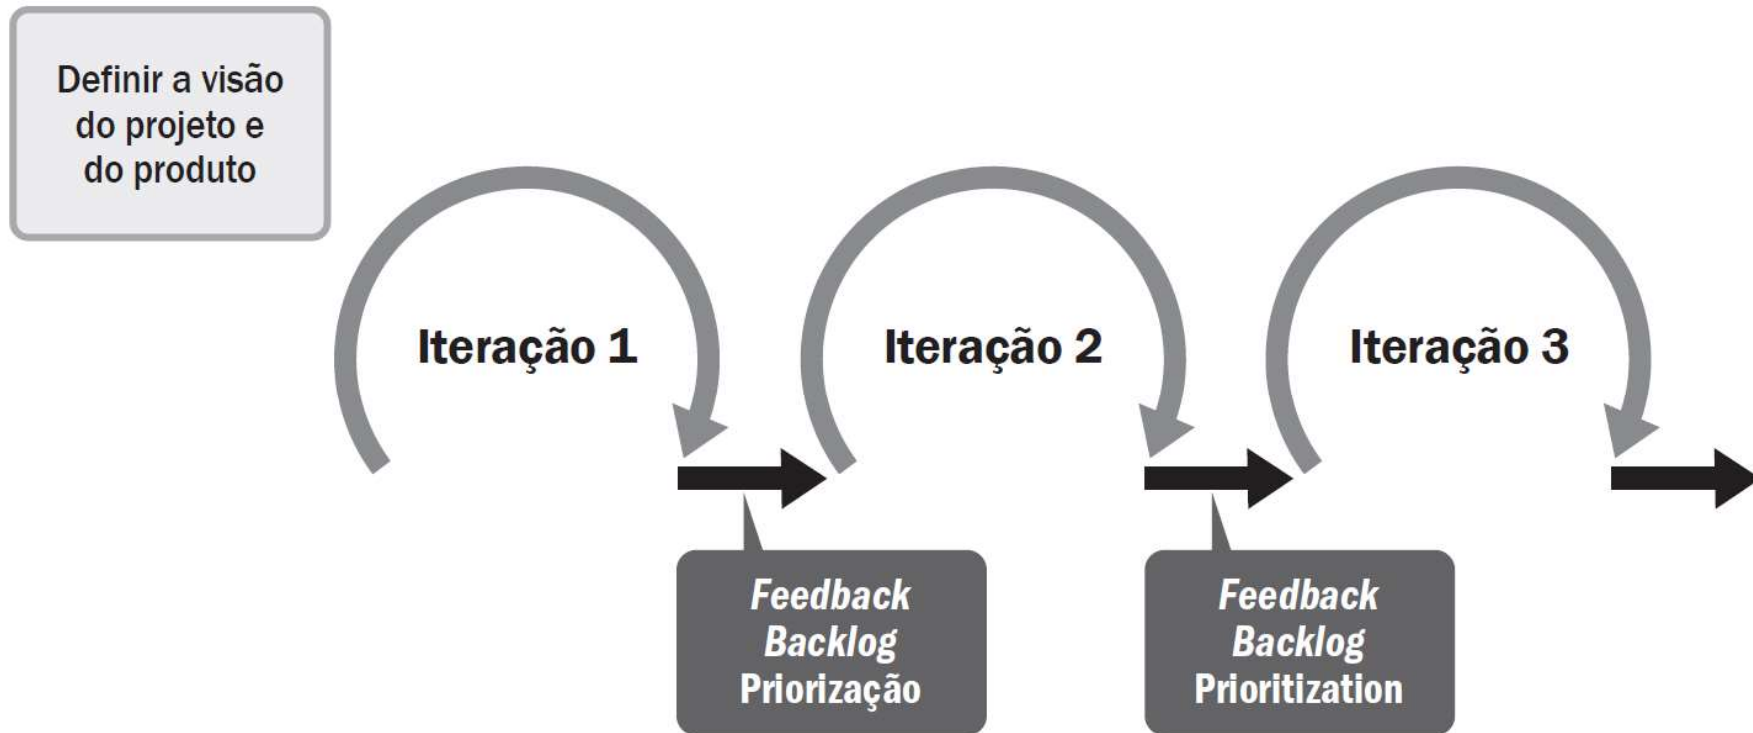 Definir a visão
do projeto e
do produto
Iteração 1
Iteração 2
Iteração 3
Feedback
Backlog
Priorização
Feedback
Backlog
Prioritization